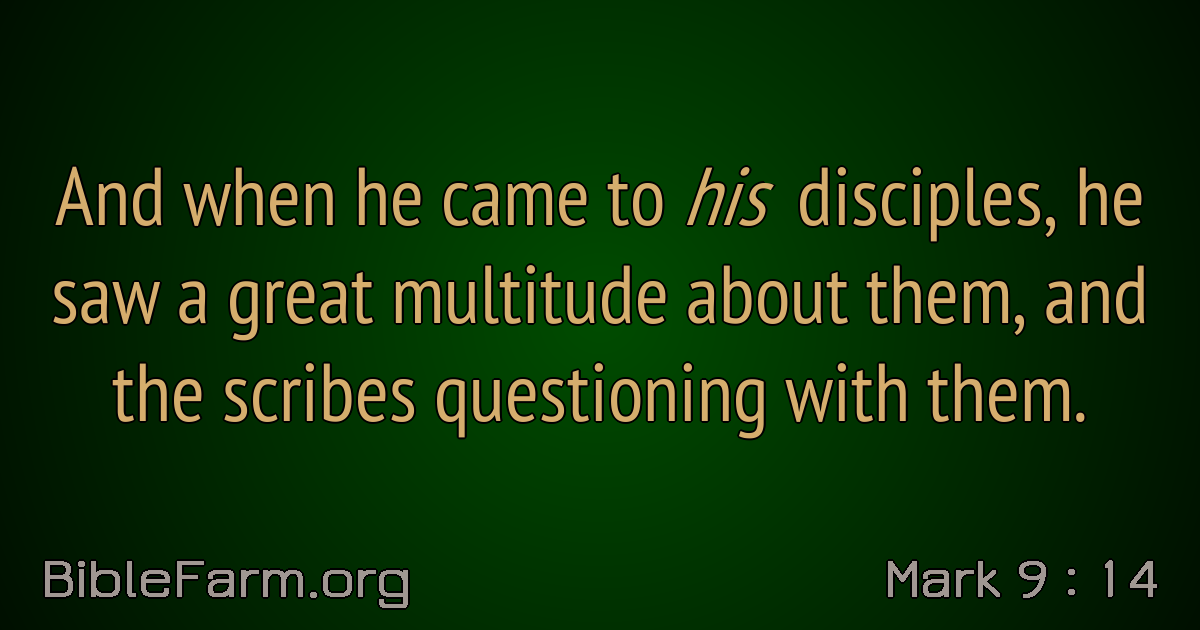 And when he came to his disciples, he
saw a great multitude about them, and
the scribes questioning with them.
BibleFarm.org
Mark 9 : 14